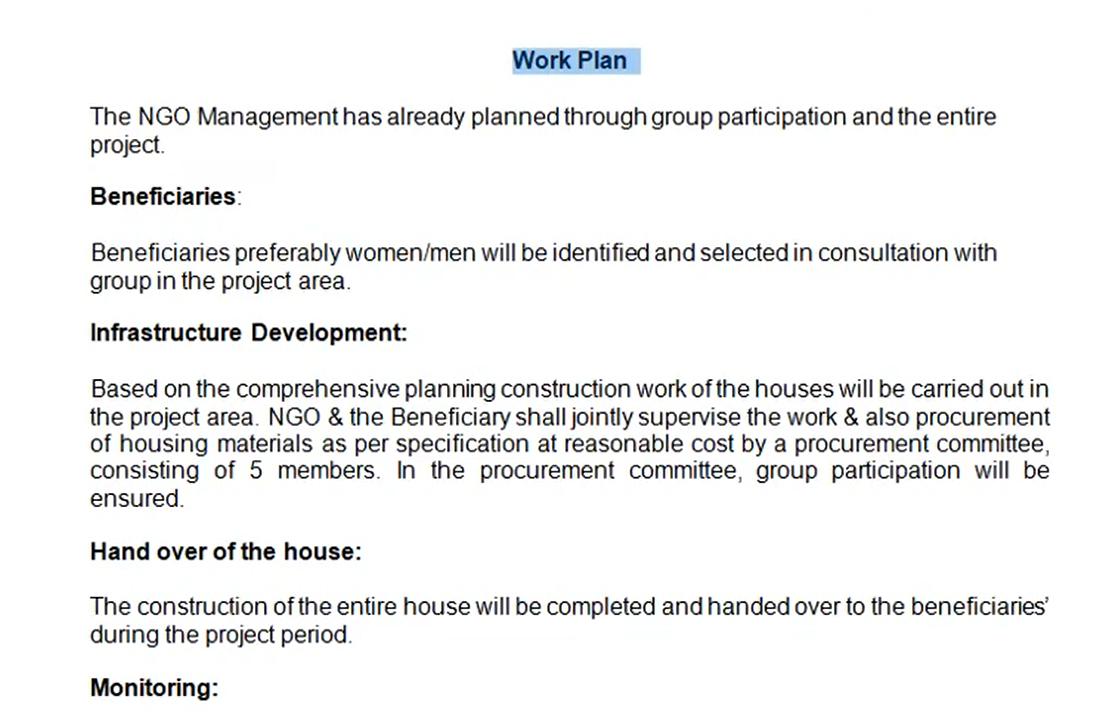 Work Plan
The NGO Management has already planned through group participation and the entire
project.
Beneficiaries:
Beneficiaries preferably women/men will be identified and selected in consultation with
group in the project area.
Infrastructure Development:
Based on the comprehensive planning construction work of the houses will be carried out in
the project area. NGO & the Beneficiary shall jointly supervise the work & also procurement
of housing materials as per specification at reasonable cost by a procurement committee,
consisting of 5 members. In the procurement committee, group participation will be
ensured.
Hand over of the house:
The construction of the entire house will be completed and handed over to the beneficiaries’
during the project period.
Monitoring: